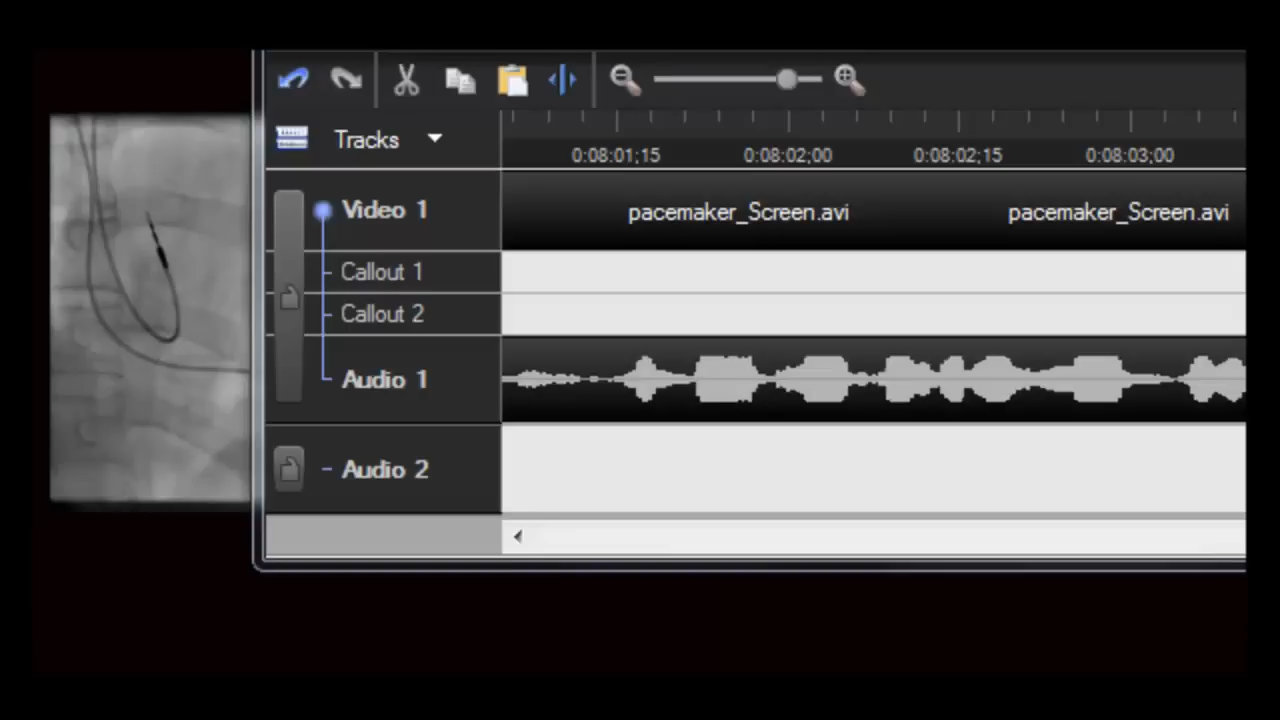 Tracks
0:08:01;15 0:08:02;00 0:08:02;15 0:08:03;00
Video 1 pacemaker_Screen.avi pacemaker_Screen.avi
Callout 1
Callout 2
Audio 1
Audio 2